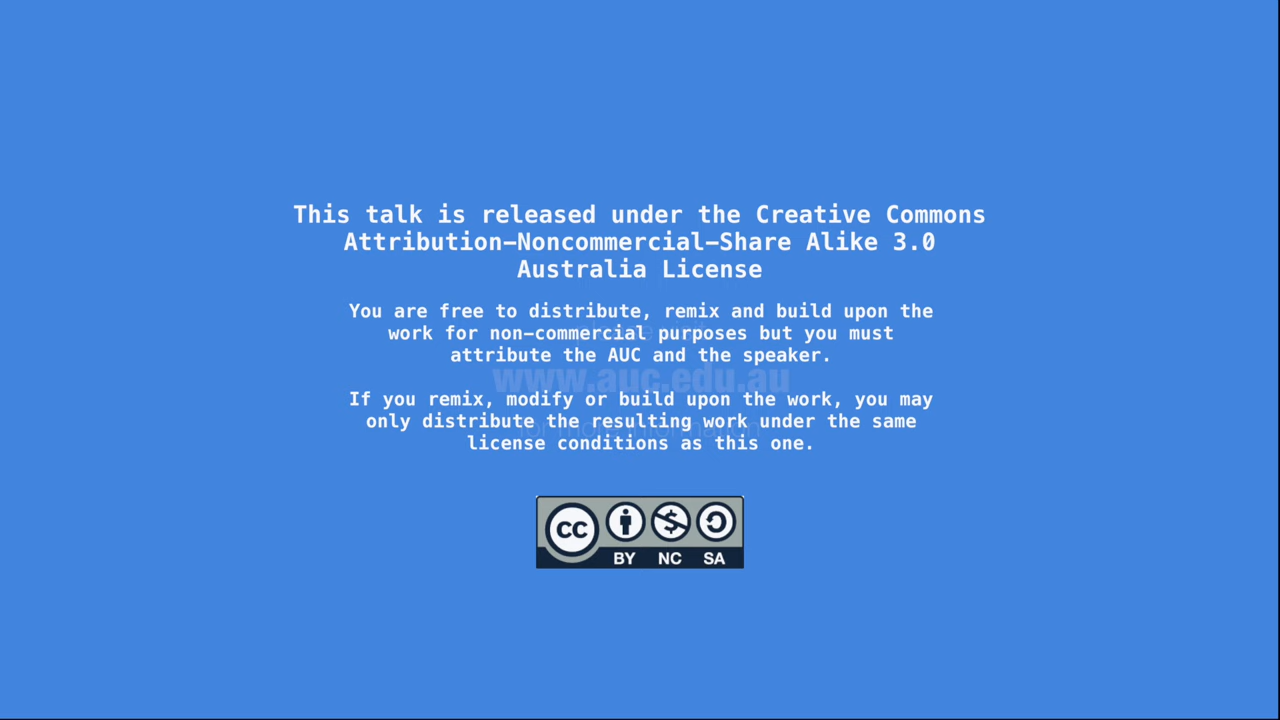 This talk is released under the Creative Commons
Attribution-Noncommercial-Share Alike 3.0
Australia License
You are free to distribute, remix and build upon the
work for non-commercial purposes but you must
attribute the AUC and the speaker.
www.auc.edu.au
If you remix, modify or build upon the work, you may
only distribute the resulting work under the same
for more information
license conditions as this one.
CC
BY NC SA